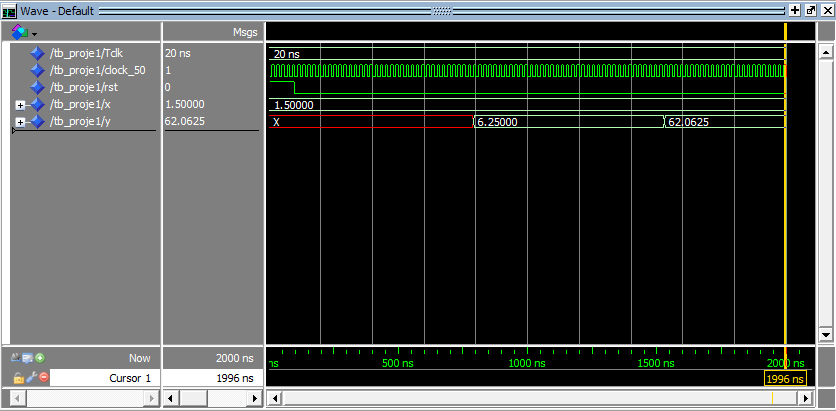 Wave - Default
Msgs
/tb_proje1/Tclk 20 ns 20 ns
/tb_proje1/clock_50 1
/tb_proje1/rst 0
/tb_proje1/x 1.50000 1.50000
/tb_proje1/y 62.0625 X 6.25000 62.0625
Now 2000 ns ns 500 ns 1000 ns 1500 ns 2000 ns
Cursor 1 1996 ns 1996 ns